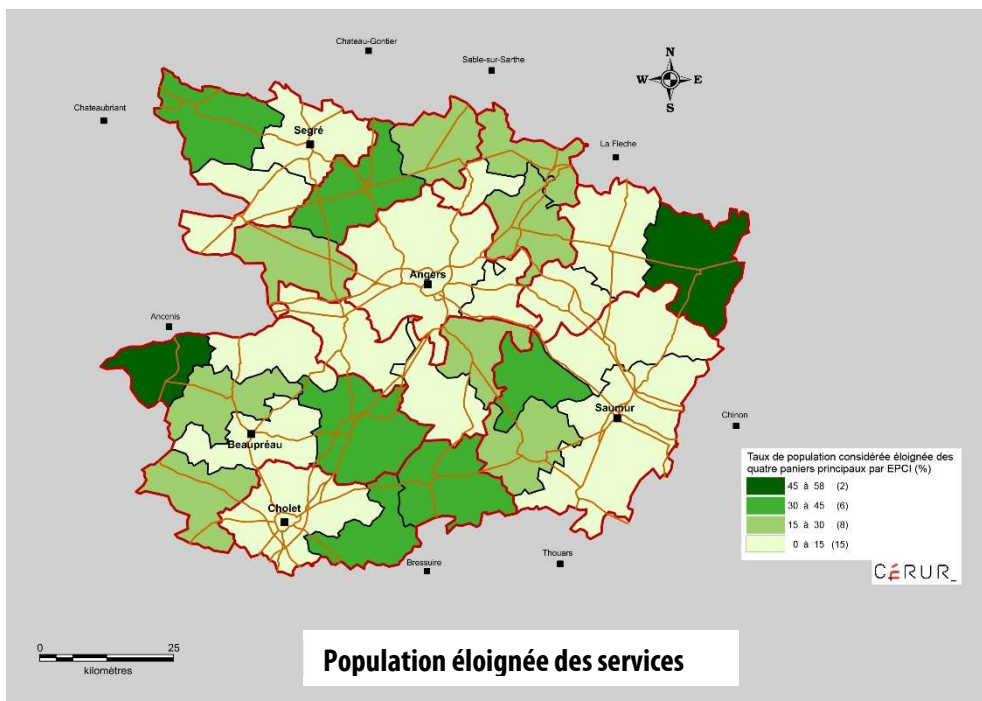 Chateau-Gontier
Sable-sur-Sarthe
N
W E
S
Chateaubriant
Segré
La Fleche
Angers
Ancenis
Saumur
Chinon
Beaupréau
Taux de population considérée éloignée des
quatre paniers principaux par EPCI (%)
45 à 58 (2)
30 à 45 (6)
15 à 30 (8)
0 à 15 (15)
Cholet
Thouars
Bressuire
CÉRUR_
0 25
kilomètres
Population éloignée des services